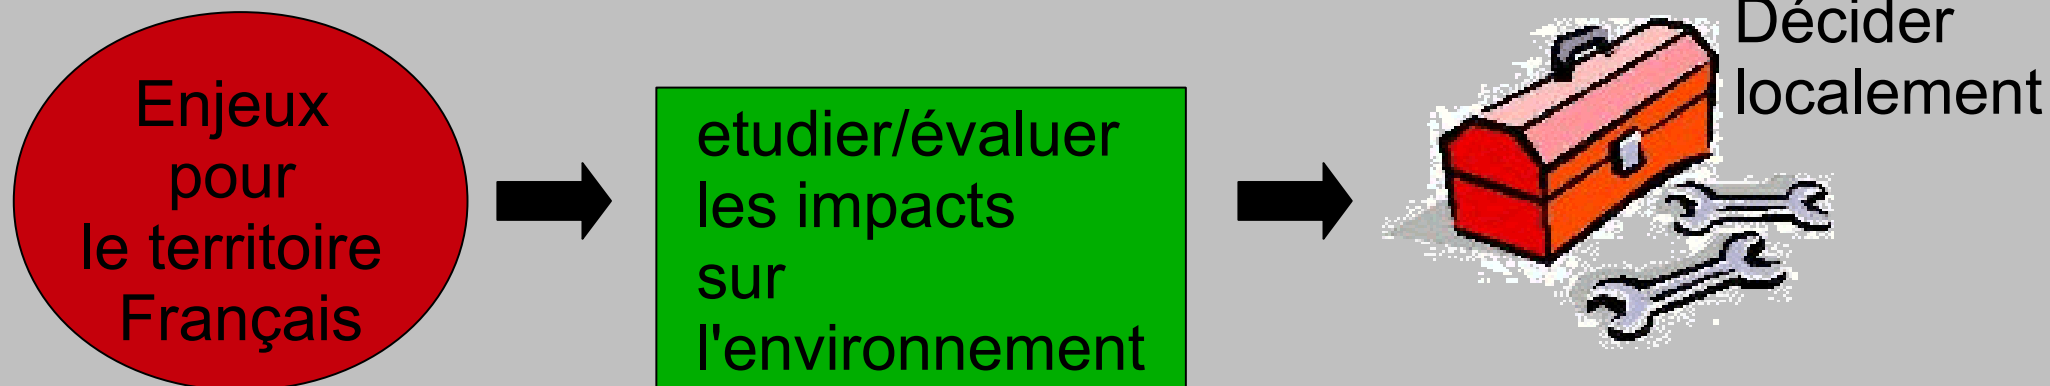 Enjeux
pour
le territoire
Français
etudier/évaluer
les impacts
sur
l'environnement
Décider
localement